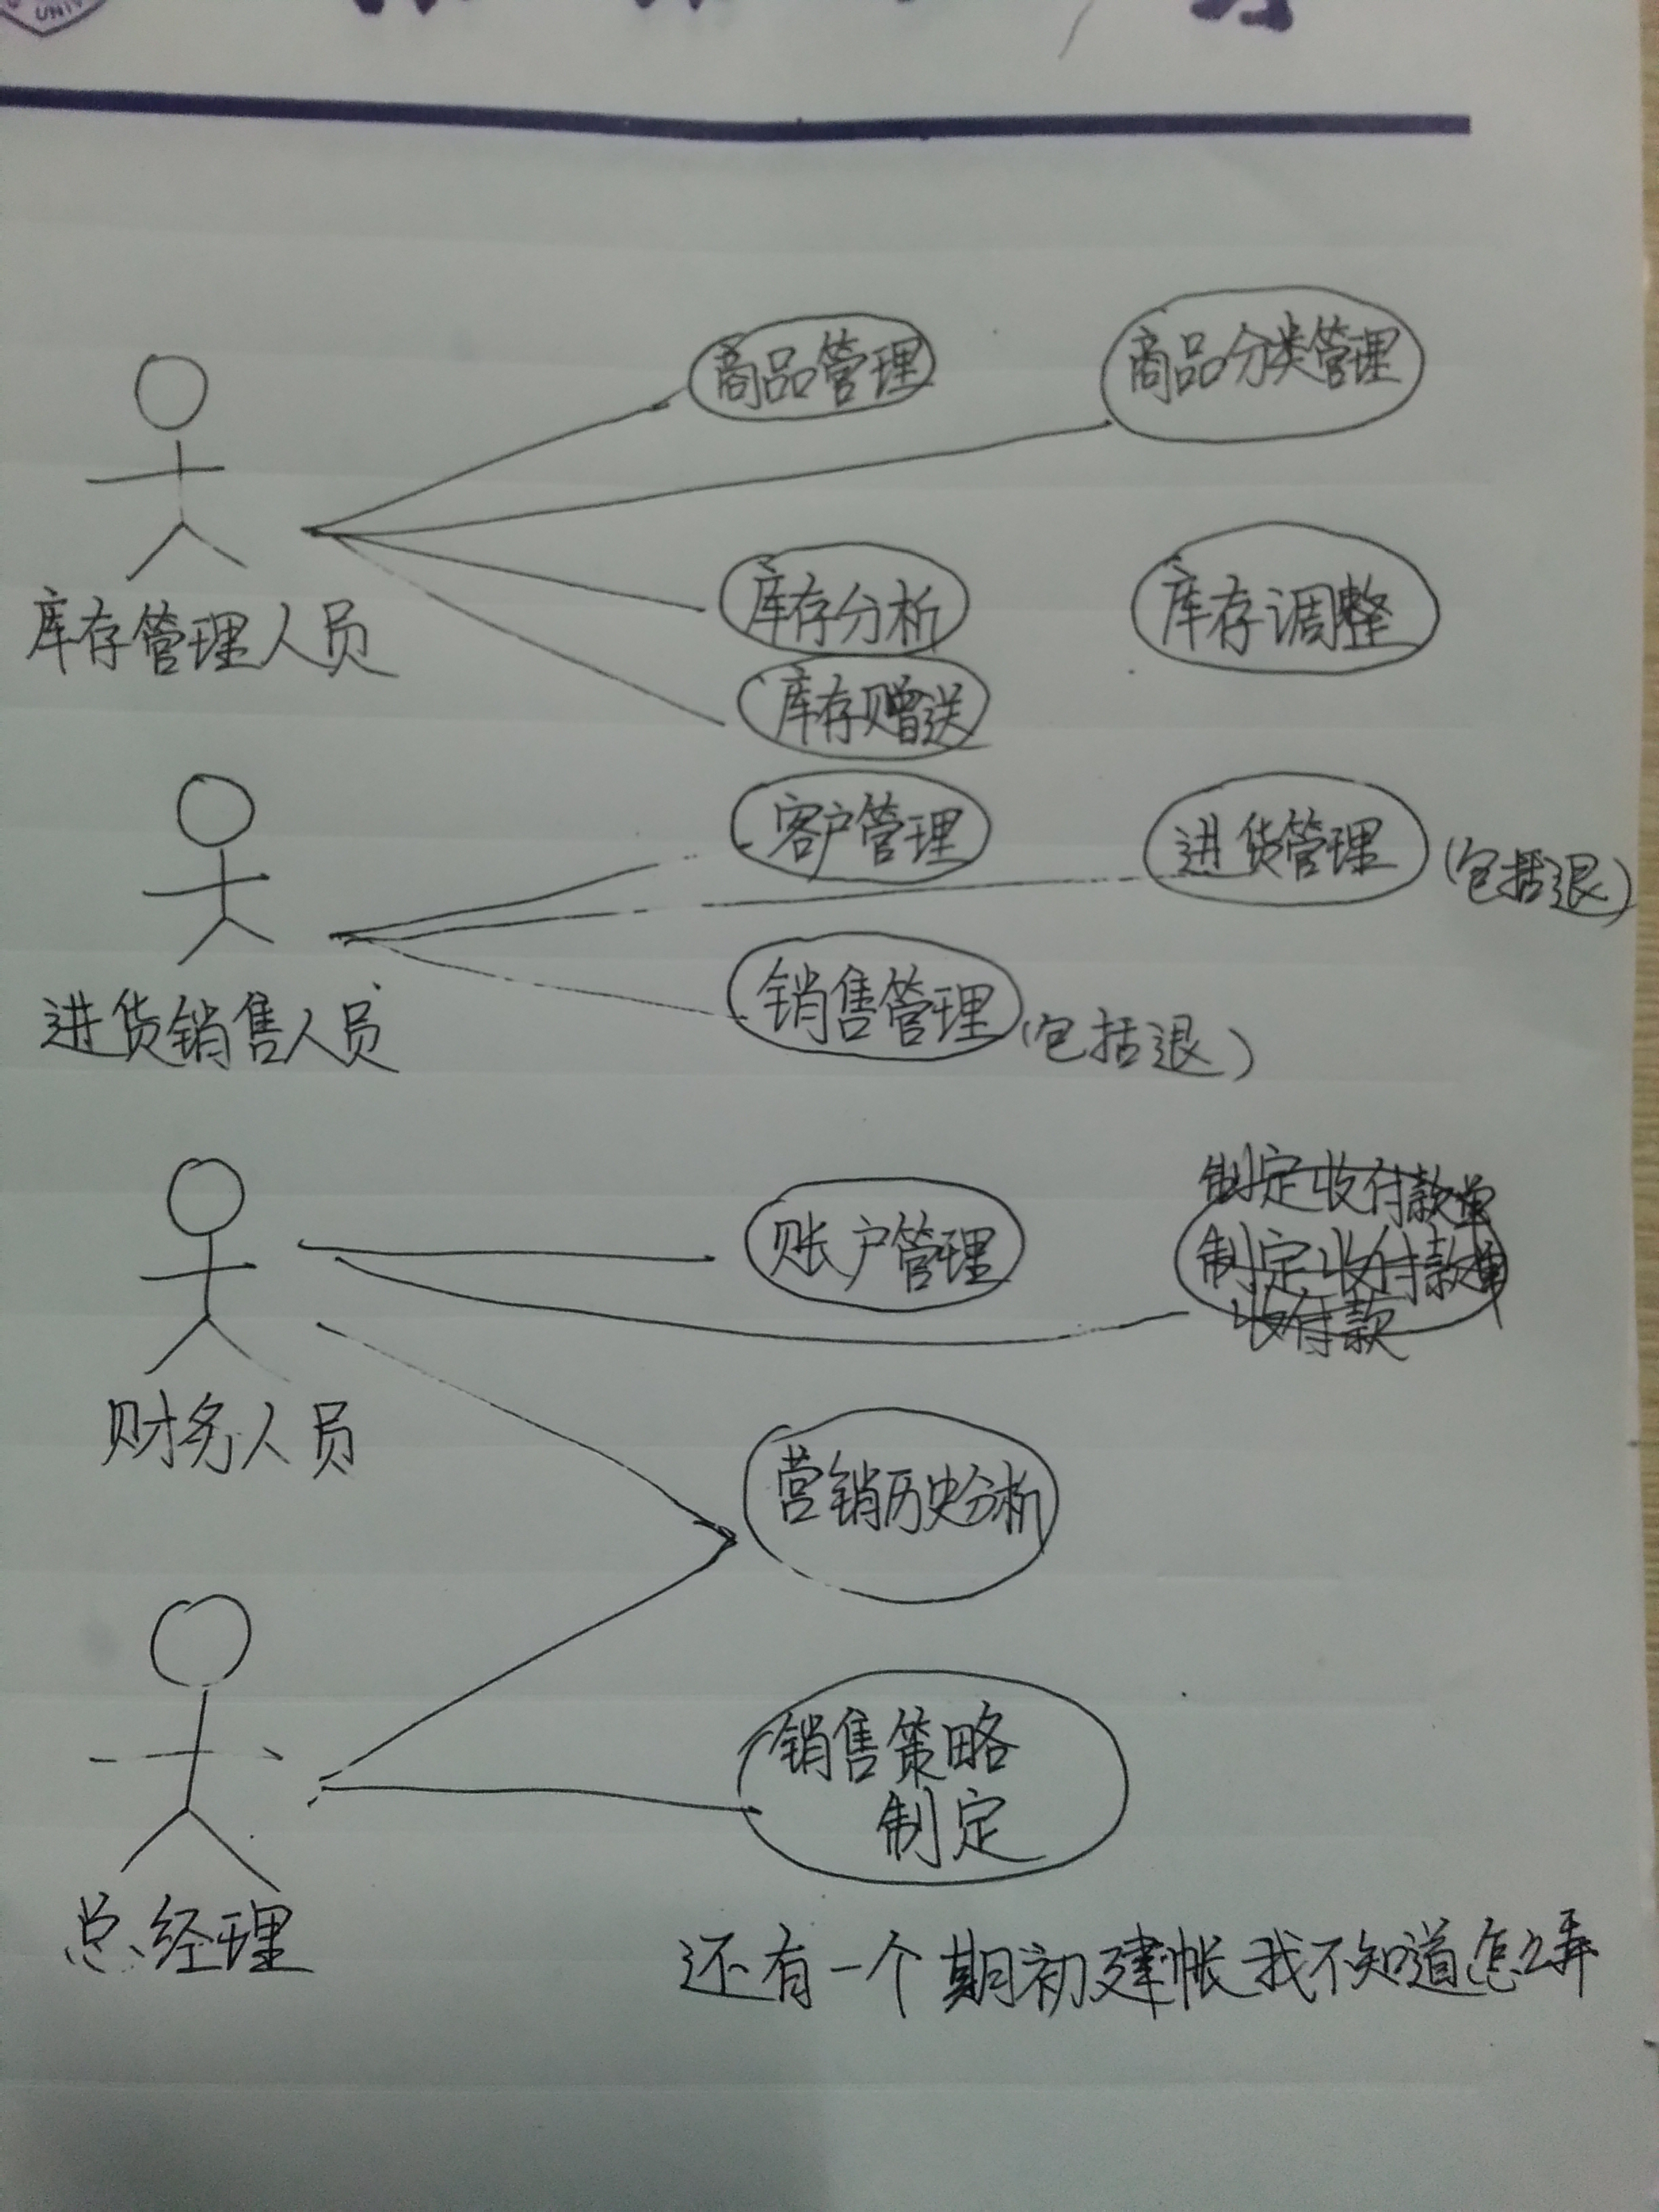 UNIV
商品管理
商品分类管理
库存管理人员
库存分析
库存调整
库存赠送
客户管理
进货管理 (包括退)
进货销售人员
销售管理 (包括退)
制定收付款单
账户管理
制定收付款单
收付款
财务人员
营销历史分析
销售策略
制定
总经理
还有一个期初建帐我不知道怎么弄